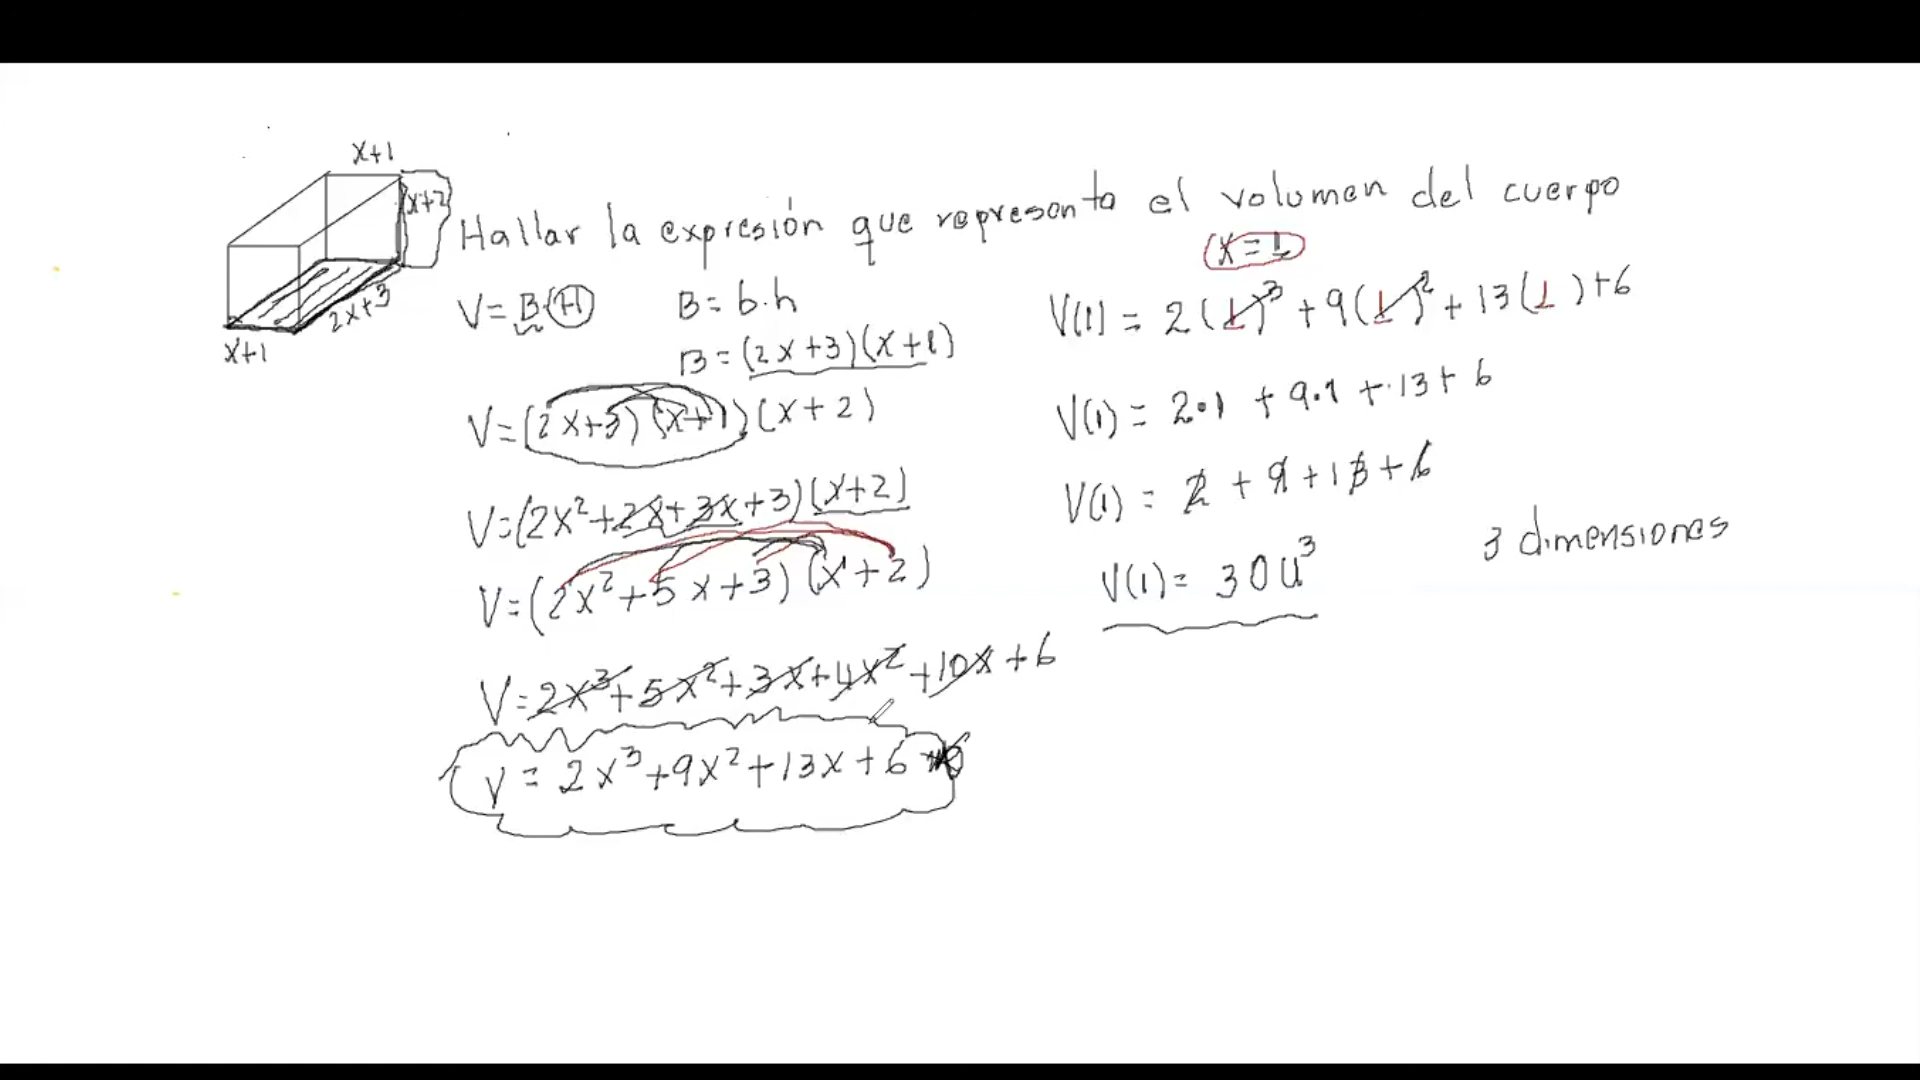 x+1
x+2
2x+3
x+1
Hallar la expresión que representa el volumen del cuerpo
V=B(H)
B=b.h
B=(2x+3)(x+1)
V=(2x+3)(x+1)(x+2)
V=(2x²+2x+3x+3)(x+2)
V=(2x²+5x+3)(x+2)
V=2x³+5x²+3x+4x²+10x+6
V=2x³+9x²+13x+6
x=1
V(1)=2(1)³+9(1)²+13(1)+6
V(1)=2•1+9.1+13+6
V(1)=2+9+13+6
V(1)=30u³
3 dimensiones